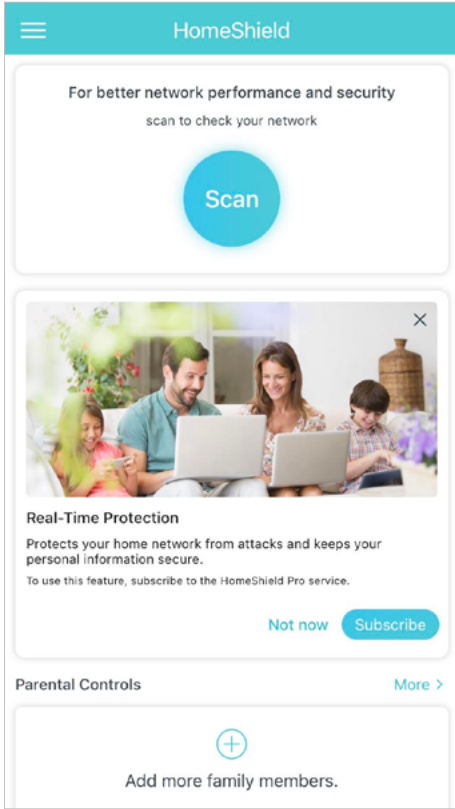 HomeShield
For better network performance and security
scan to check your network
Scan
Real-Time Protection
Protects your home network from attacks and keeps your
personal information secure.
To use this feature, subscribe to the HomeShield Pro service.
Not now
Subscribe
Parental Controls
More >
Add more family members.